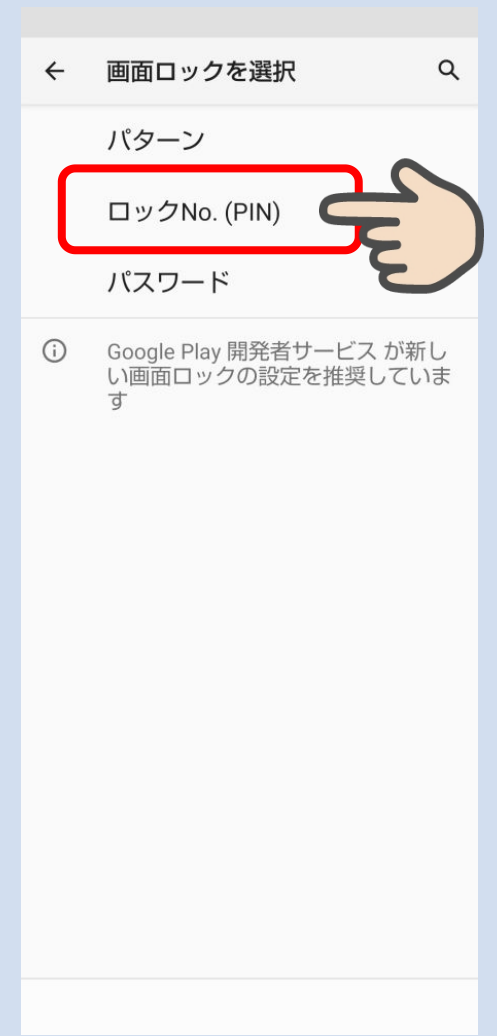 画面ロックを選択
パターン
ロックNo. (PIN)
パスワード
Google Play 開発者サービス が新し
い画面ロックの設定を推奨していま
す